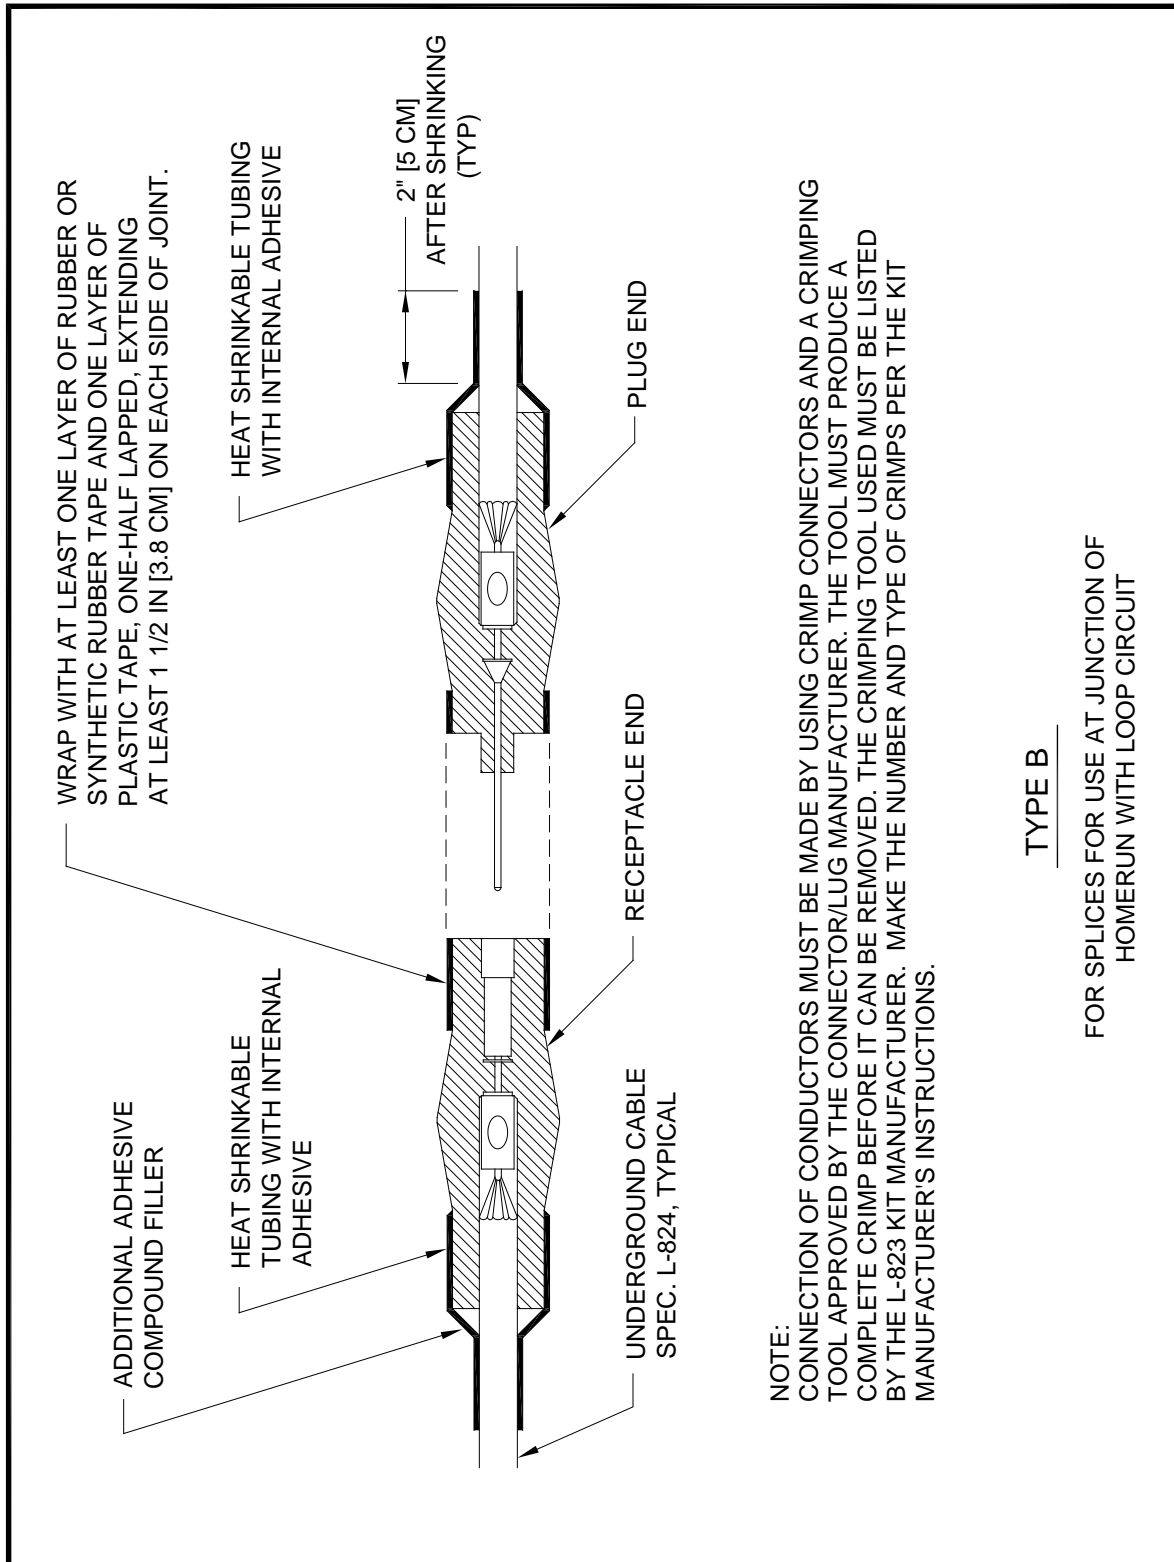 WRAP WITH AT LEAST ONE LAYER OF RUBBER OR
SYNTHETIC RUBBER TAPE AND ONE LAYER OF
PLASTIC TAPE, ONE-HALF LAPPED, EXTENDING
AT LEAST 1 1/2 IN [3.8 CM] ON EACH SIDE OF JOINT.
ADDITIONAL ADHESIVE
COMPOUND FILLER
HEAT SHRINKABLE
TUBING WITH INTERNAL
ADHESIVE
HEAT SHRINKABLE TUBING
WITH INTERNAL ADHESIVE
2" [5 CM]
AFTER SHRINKING
(TYP)
UNDERGROUND CABLE
SPEC. L-824, TYPICAL
RECEPTACLE END
PLUG END
NOTE:
CONNECTION OF CONDUCTORS MUST BE MADE BY USING CRIMP CONNECTORS AND A CRIMPING
TOOL APPROVED BY THE CONNECTOR/LUG MANUFACTURER. THE TOOL MUST PRODUCE A
COMPLETE CRIMP BEFORE IT CAN BE REMOVED. THE CRIMPING TOOL USED MUST BE LISTED
BY THE L-823 KIT MANUFACTURER. MAKE THE NUMBER AND TYPE OF CRIMPS PER THE KIT
MANUFACTURER'S INSTRUCTIONS.
TYPE B
FOR SPLICES FOR USE AT JUNCTION OF
HOMERUN WITH LOOP CIRCUIT